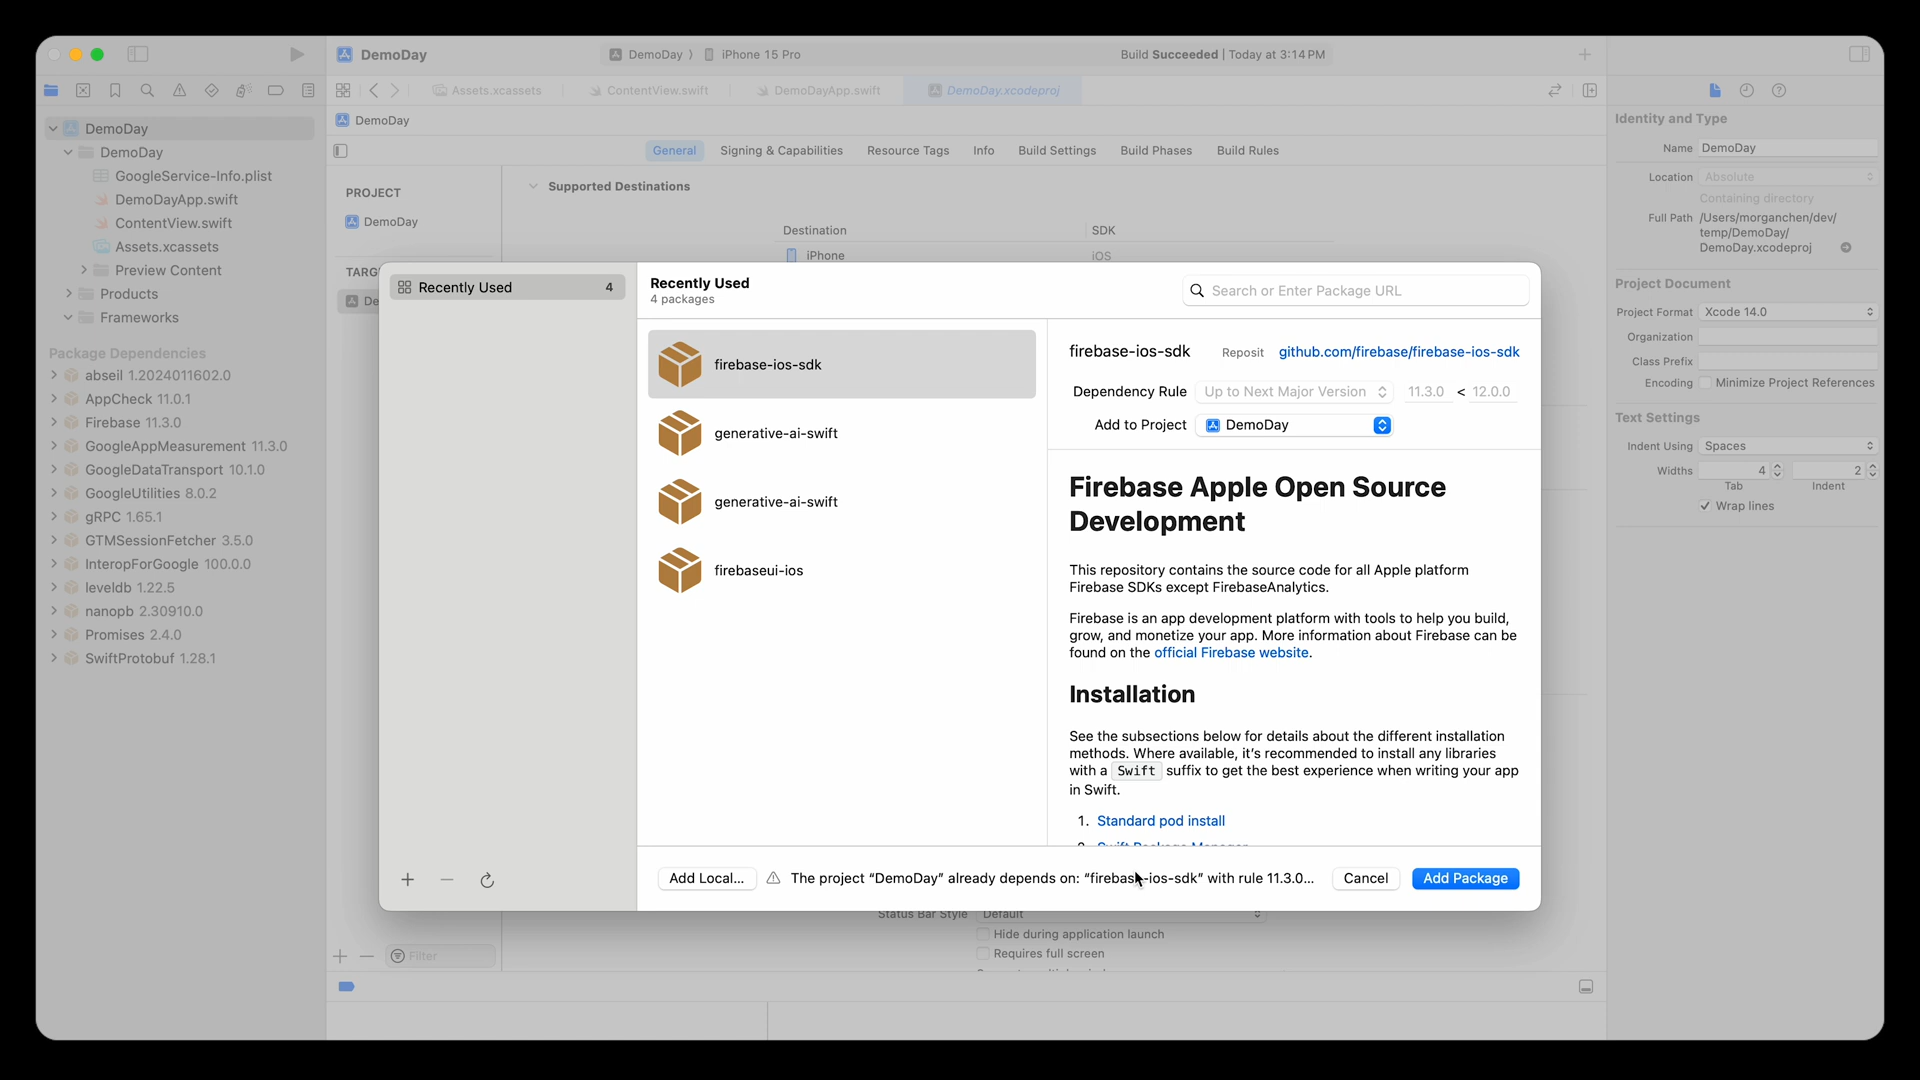 DemoDay
DemoDay 〉 iPhone 15 Pro
Build Succeeded | Today at 3:14 PM
Assets.xcassets
ContentView.swift
DemoDayApp.swift
DemoDay.xcodeproj
DemoDay
DemoDay
DemoDay
GoogleService-Info.plist
DemoDayApp.swift
ContentView.swift
Assets.xcassets
Preview Content
Products
Frameworks
Package Dependencies
abseil 1.2024011602.0
AppCheck 11.0.1
Firebase 11.3.0
GoogleAppMeasurement 11.3.0
GoogleDataTransport 10.1.0
GoogleUtilities 8.0.2
gRPC 1.65.1
GTMSessionFetcher 3.5.0
InteropForGoogle 100.0.0
leveldb 1.22.5
nanopb 2.30910.0
Promises 2.4.0
SwiftProtobuf 1.28.1
General
Signing & Capabilities
Resource Tags
Info
Build Settings
Build Phases
Build Rules
PROJECT
DemoDay
TARG
De
Supported Destinations
Destination
SDK
iPhone
iOS
Recently Used 4
Recently Used
4 packages
Search or Enter Package URL
firebase-ios-sdk
generative-ai-swift
generative-ai-swift
firebaseui-ios
firebase-ios-sdk
Reposit
github.com/firebase/firebase-ios-sdk
Dependency Rule Up to Next Major Version 11.3.0 < 12.0.0
Add to Project DemoDay
Firebase Apple Open Source
Development
This repository contains the source code for all Apple platform
Firebase SDKs except FirebaseAnalytics.
Firebase is an app development platform with tools to help you build,
grow, and monetize your app. More information about Firebase can be
found on the official Firebase website.
Installation
See the subsections below for details about the different installation
methods. Where available, it's recommended to install any libraries
with a Swift suffix to get the best experience when writing your app
in Swift.
1. Standard pod install
Swift Package Manager
Add Local...
The project “DemoDay” already depends on: “firebase-ios-sdk” with rule 11.3.0...
Cancel
Add Package
Status Bar Style Default
Hide during application launch
Requires full screen
Filter
Identity and Type
Name DemoDay
Location Absolute
Containing directory
Full Path /Users/morganchen/dev/
temp/DemoDay/
DemoDay.xcodeproj
Project Document
Project Format Xcode 14.0
Organization
Class Prefix
Encoding Minimize Project References
Text Settings
Indent Using Spaces
Widths 4 2
Tab Indent
Wrap lines